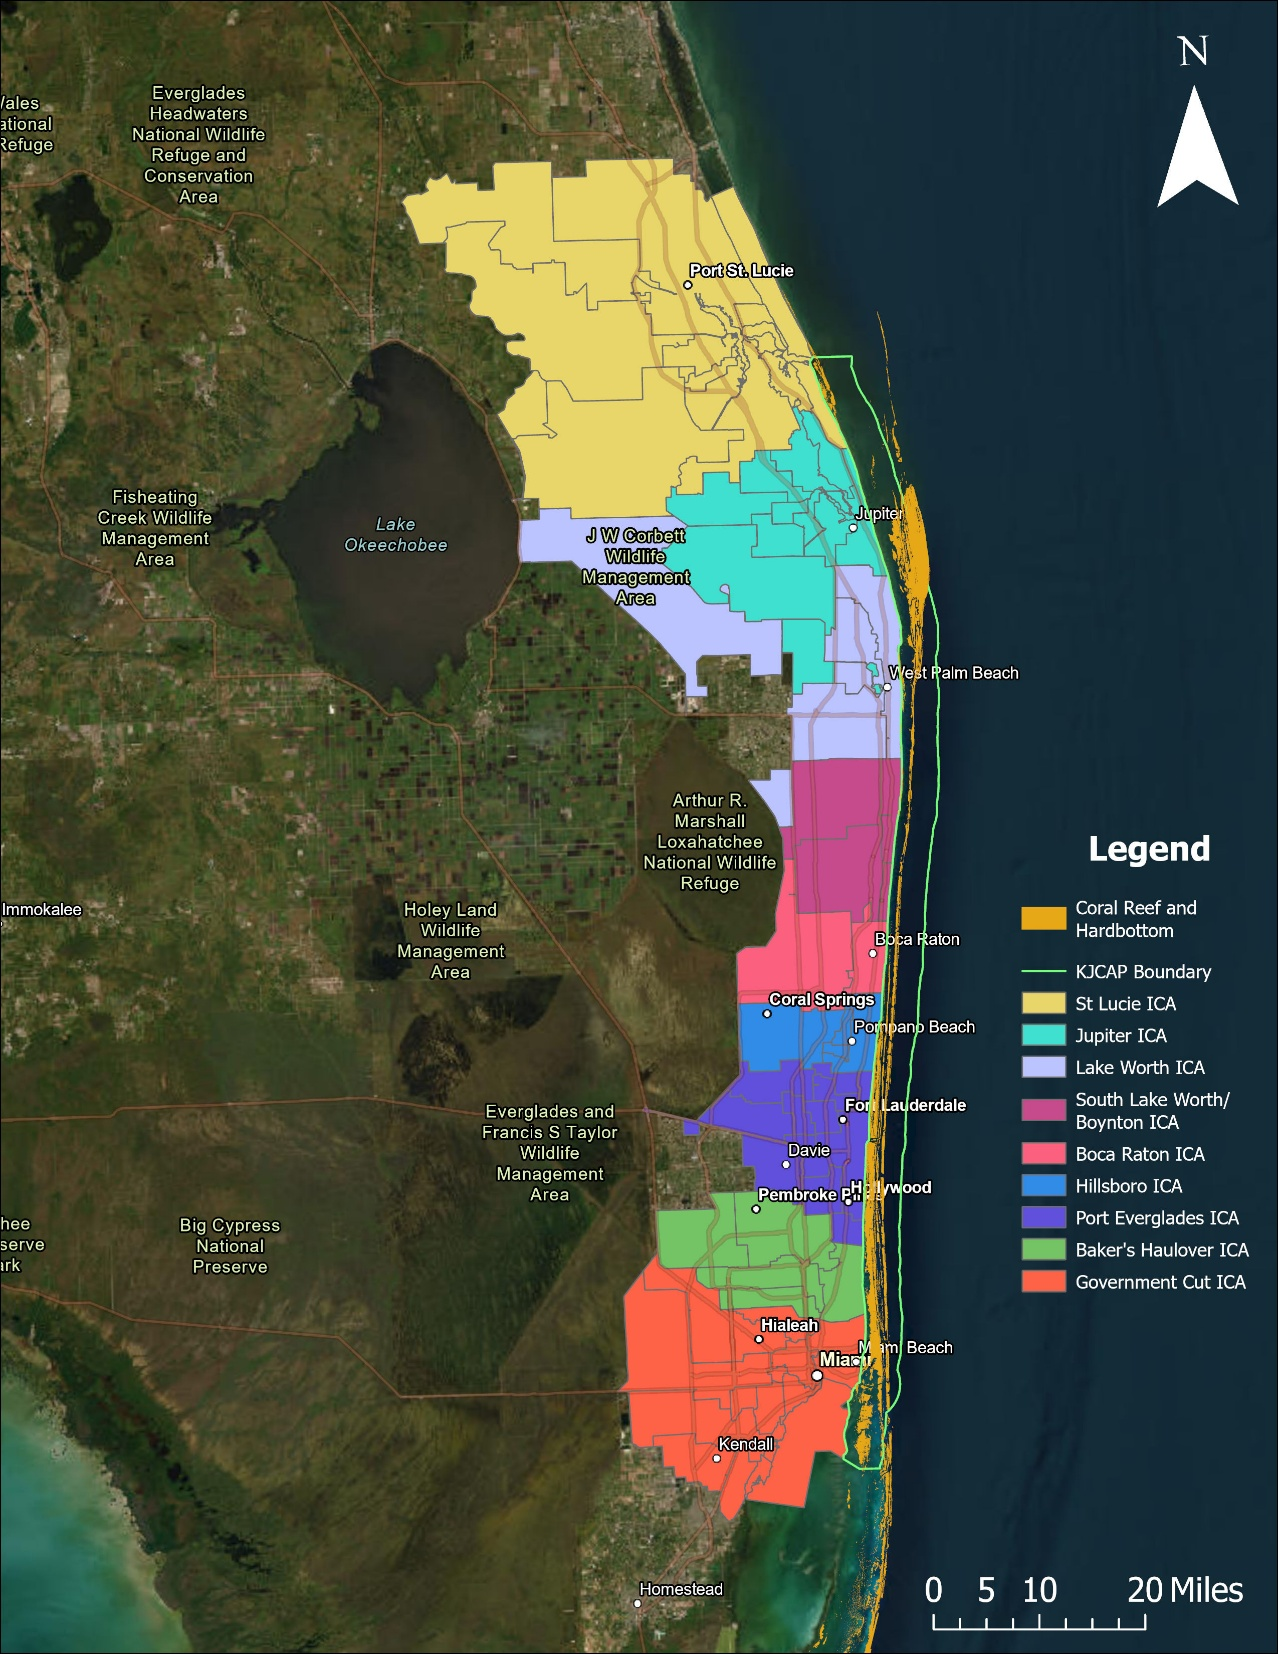 N
Everglades
Headwaters
National Wildlife
Refuge and
Conservation
Area
ational
Refuge
Port St. Lucie
Fisheating
Creek Wildlife
Management
Area
Lake
Okeechobee
J W Corbett
Wildlife
Management
Area
Jupiter
West Palm Beach
Arthur R.
Marshall
Loxahatchee
National Wildlife
Refuge
Immokalee
Holey Land
Wildlife
Management
Area
Boca Raton
Coral Springs
Pompano Beach
Everglades and
Francis S Taylor
Wildlife
Management
Area
Fort Lauderdale
Davie
Hollywood
Pembroke
hee
serve
ark
Big Cypress
National
Preserve
Hialeah
Miami Beach
Miami
Kendall
Homestead
Legend
Coral Reef and
Hardbottom
KJCAP Boundary
St Lucie ICA
Jupiter ICA
Lake Worth ICA
South Lake Worth/
Boynton ICA
Boca Raton ICA
Hillsboro ICA
Port Everglades ICA
Baker's Haulover ICA
Government Cut ICA
0 5 10 20 Miles